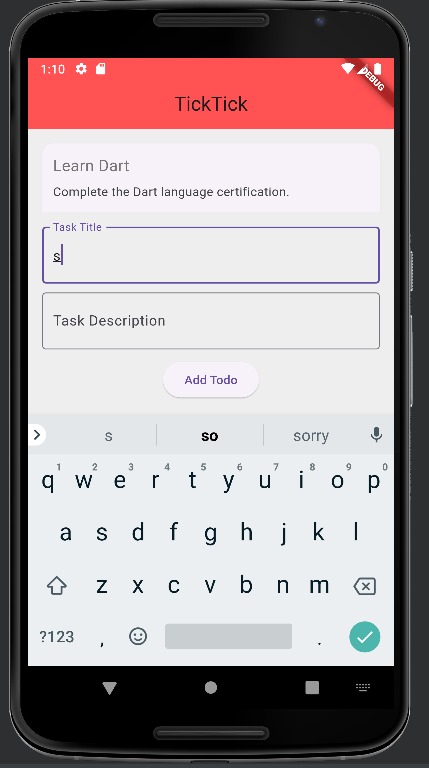 1:10
DEBUG
TickTick
Learn Dart
Complete the Dart language certification.
Task Title
s
Task Description
Add Todo
s so sorry
1 2 3 4 5 6 7 8 9 0
q w e r t y u i o p
a s d f g h j k l
z x c v b n m
?123 , .